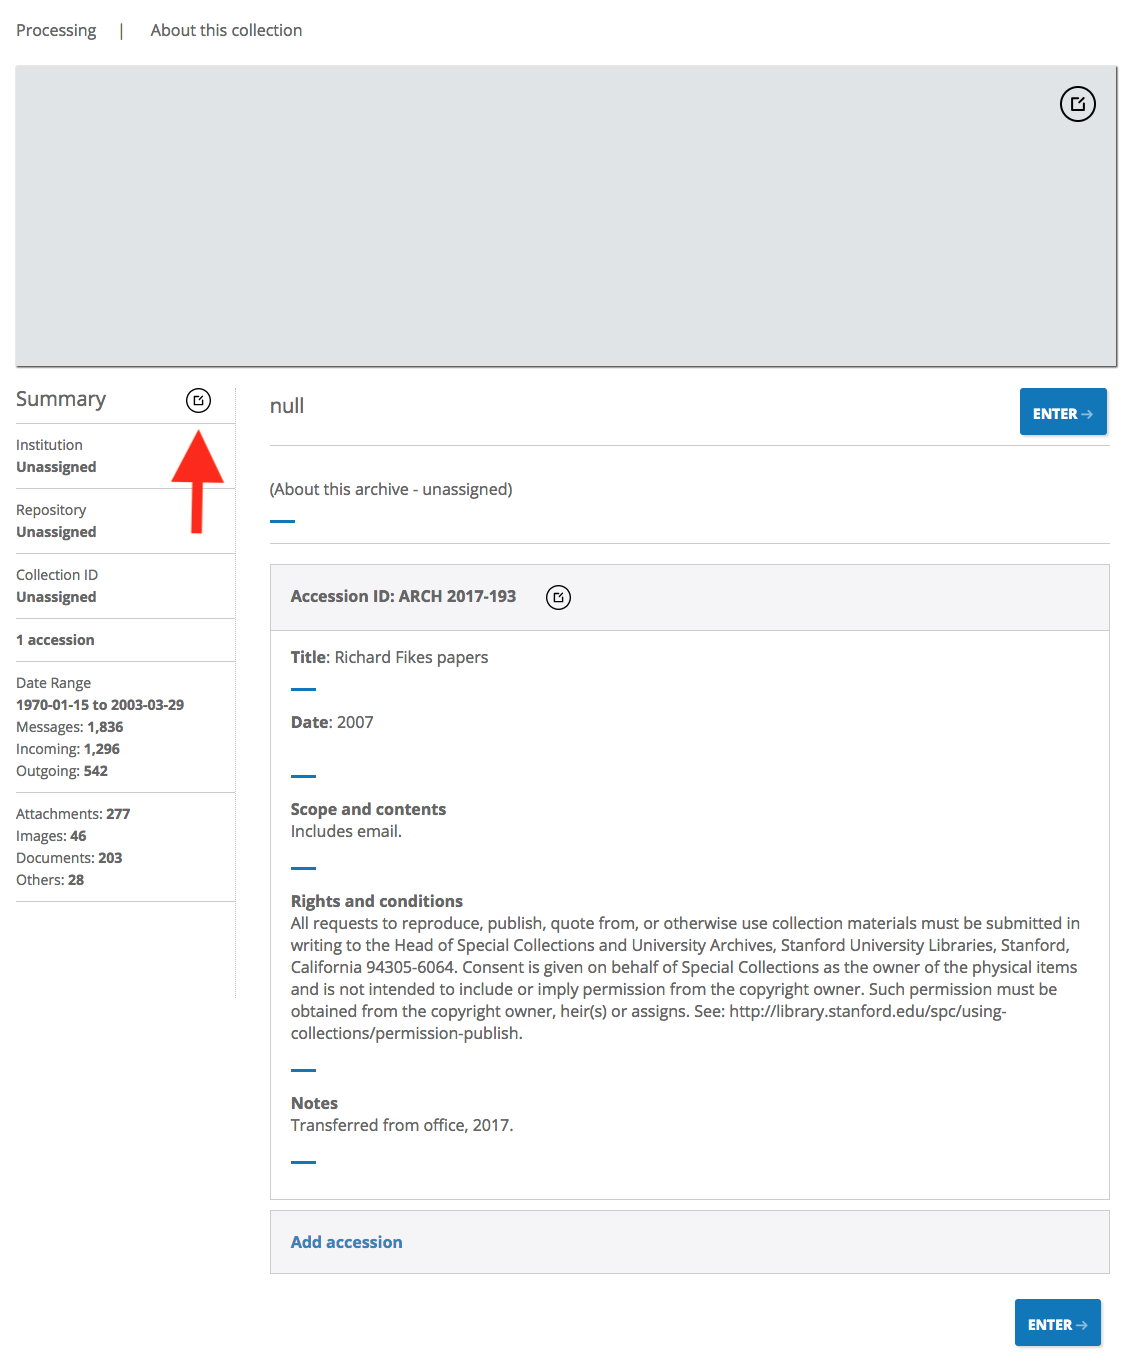 Processing | About this collection
Summary
Institution
Unassigned
Repository
Unassigned
Collection ID
Unassigned
1 accession
Date Range
1970-01-15 to 2003-03-29
Messages: 1,836
Incoming: 1,296
Outgoing: 542
Attachments: 277
Images: 46
Documents: 203
Others: 28
null
ENTER→
(About this archive - unassigned)
Accession ID: ARCH 2017-193
Title: Richard Fikes papers
Date: 2007
Scope and contents
Includes email.
Rights and conditions
All requests to reproduce, publish, quote from, or otherwise use collection materials must be submitted in
writing to the Head of Special Collections and University Archives, Stanford University Libraries, Stanford,
California 94305-6064. Consent is given on behalf of Special Collections as the owner of the physical items
and is not intended to include or imply permission from the copyright owner. Such permission must be
obtained from the copyright owner, heir(s) or assigns. See: http://library.stanford.edu/spc/using-
collections/permission-publish.
Notes
Transferred from office, 2017.
Add accession
ENTER→